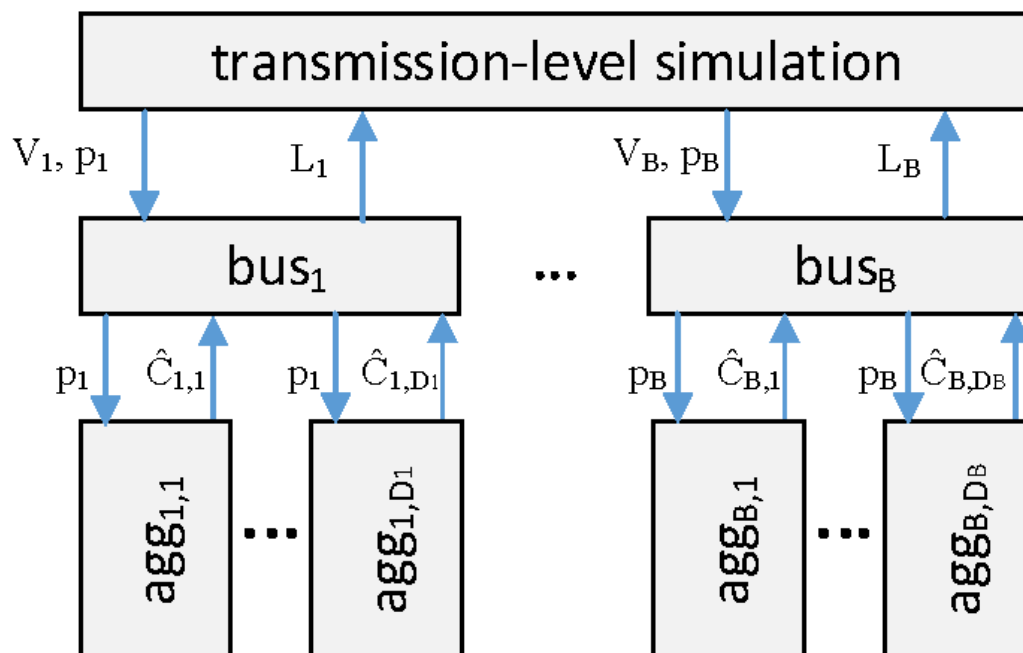 transmission-level simulation
V₁, p₁ L₁ V_B, p_B L_B
bus₁ ... bus_B
p₁ Ĉ₁,₁ p₁ Ĉ₁,D₁ p_B Ĉ_B,₁ p_B Ĉ_B,D_B
agg₁,₁ ... agg₁,D₁ agg_B,₁ ... agg_B,D_B